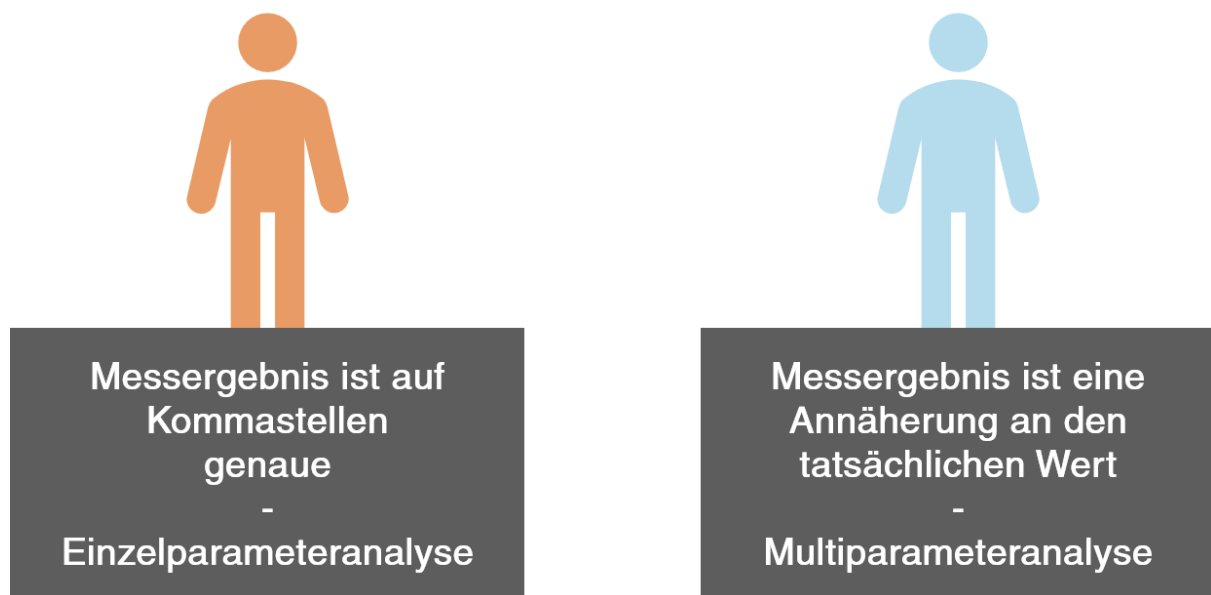 Messergebnis ist auf
Kommastellen
genaue
-
Einzelparameteranalyse
Messergebnis ist eine
Annäherung an den
tatsächlichen Wert
-
Multiparameteranalyse